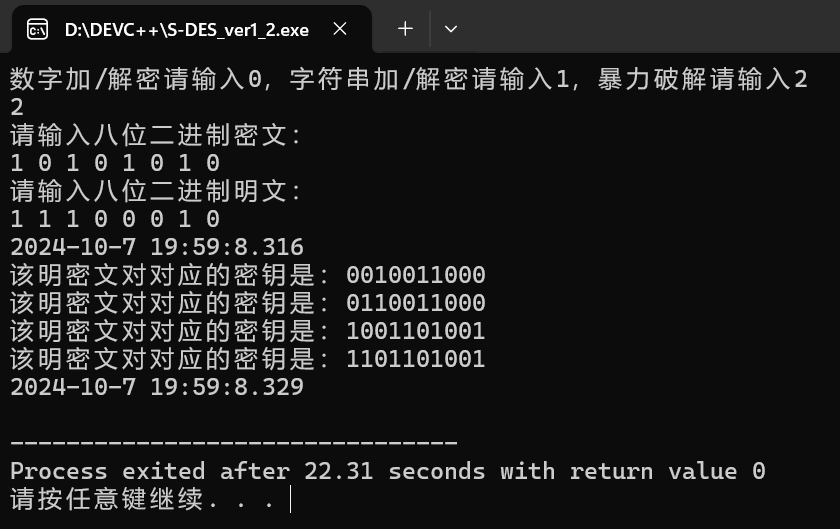 D:\DEVC++\S-DES_ver1_2.exe
数字加/解密请输入0, 字符串加/解密请输入1, 暴力破解请输入2
2
请输入八位二进制密文:
1 0 1 0 1 0 1 0
请输入八位二进制明文:
1 1 1 0 0 0 1 0
2024-10-7 19:59:8.316
该明密文对对应的密钥是: 0010011000
该明密文对对应的密钥是: 0110011000
该明密文对对应的密钥是: 1001101001
该明密文对对应的密钥是: 1101101001
2024-10-7 19:59:8.329
--------------------------------
Process exited after 22.31 seconds with return value 0
请按任意键继续. . .